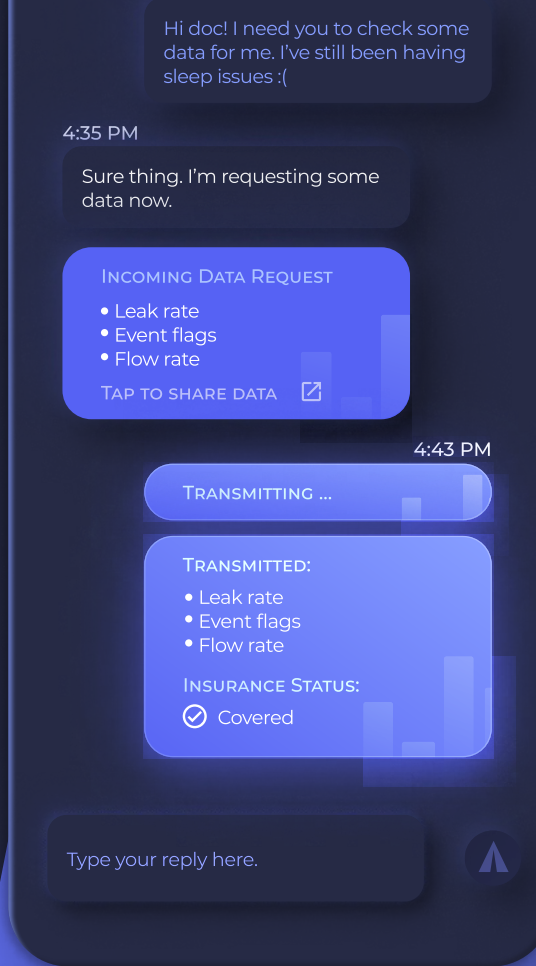 Hi doc! I need you to check some
data for me. I’ve still been having
sleep issues :(
4:35 PM
Sure thing. I’m requesting some
data now.
Incoming Data Request
• Leak rate
• Event flags
• Flow rate
Tap to share data
4:43 PM
Transmitting ...
Transmitted:
• Leak rate
• Event flags
• Flow rate
Insurance Status:
Covered
Type your reply here.